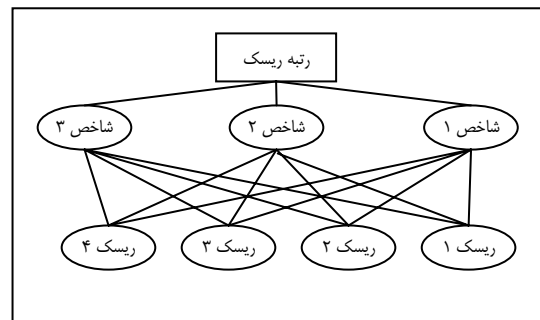 رتبه ریسک
شاخص ۱ شاخص ۲ شاخص ۳
ریسک ۱ ریسک ۲ ریسک ۳ ریسک ۴